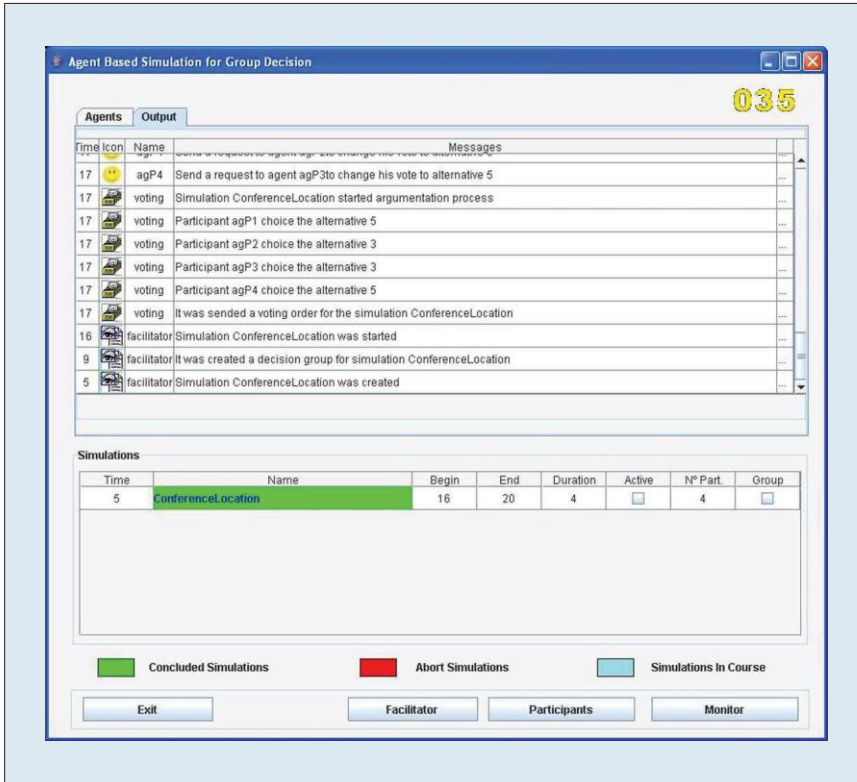 Agent Based Simulation for Group Decision
035
Agents Output
Time Icon Name Messages
17 agP4 Send a request to agent agP3to change his vote to alternative 5 ...
17 voting Simulation ConferenceLocation started argumentation process ...
17 voting Participant agP1 choice the alternative 5 ...
17 voting Participant agP2 choice the alternative 3 ...
17 voting Participant agP3 choice the alternative 3 ...
17 voting Participant agP4 choice the alternative 5 ...
17 voting It was sended a voting order for the simulation ConferenceLocation ...
16 facilitator Simulation ConferenceLocation was started ...
9 facilitator It was created a decision group for simulation ConferenceLocation ...
5 facilitator Simulation ConferenceLocation was created ...
Simulations
Time Name Begin End Duration Active Nº Part. Group
5 ConferenceLocation 16 20 4 4
Concluded Simulations Abort Simulations Simulations In Course
Exit Facilitator Participants Monitor